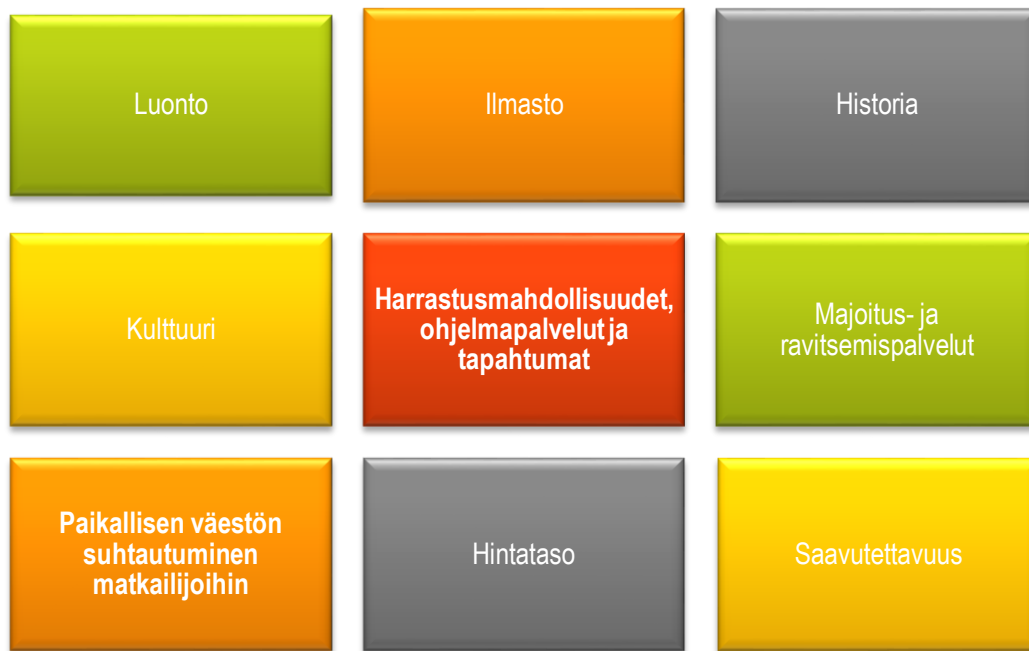 Luonto
Ilmasto
Historia
Kulttuuri
Harrastusmahdollisuudet,
ohjelmapalvelut ja
tapahtumat
Majoitus- ja
ravitsemispalvelut
Paikallisen väestön
suhtautuminen
matkailijoihin
Hintataso
Saavutettavuus